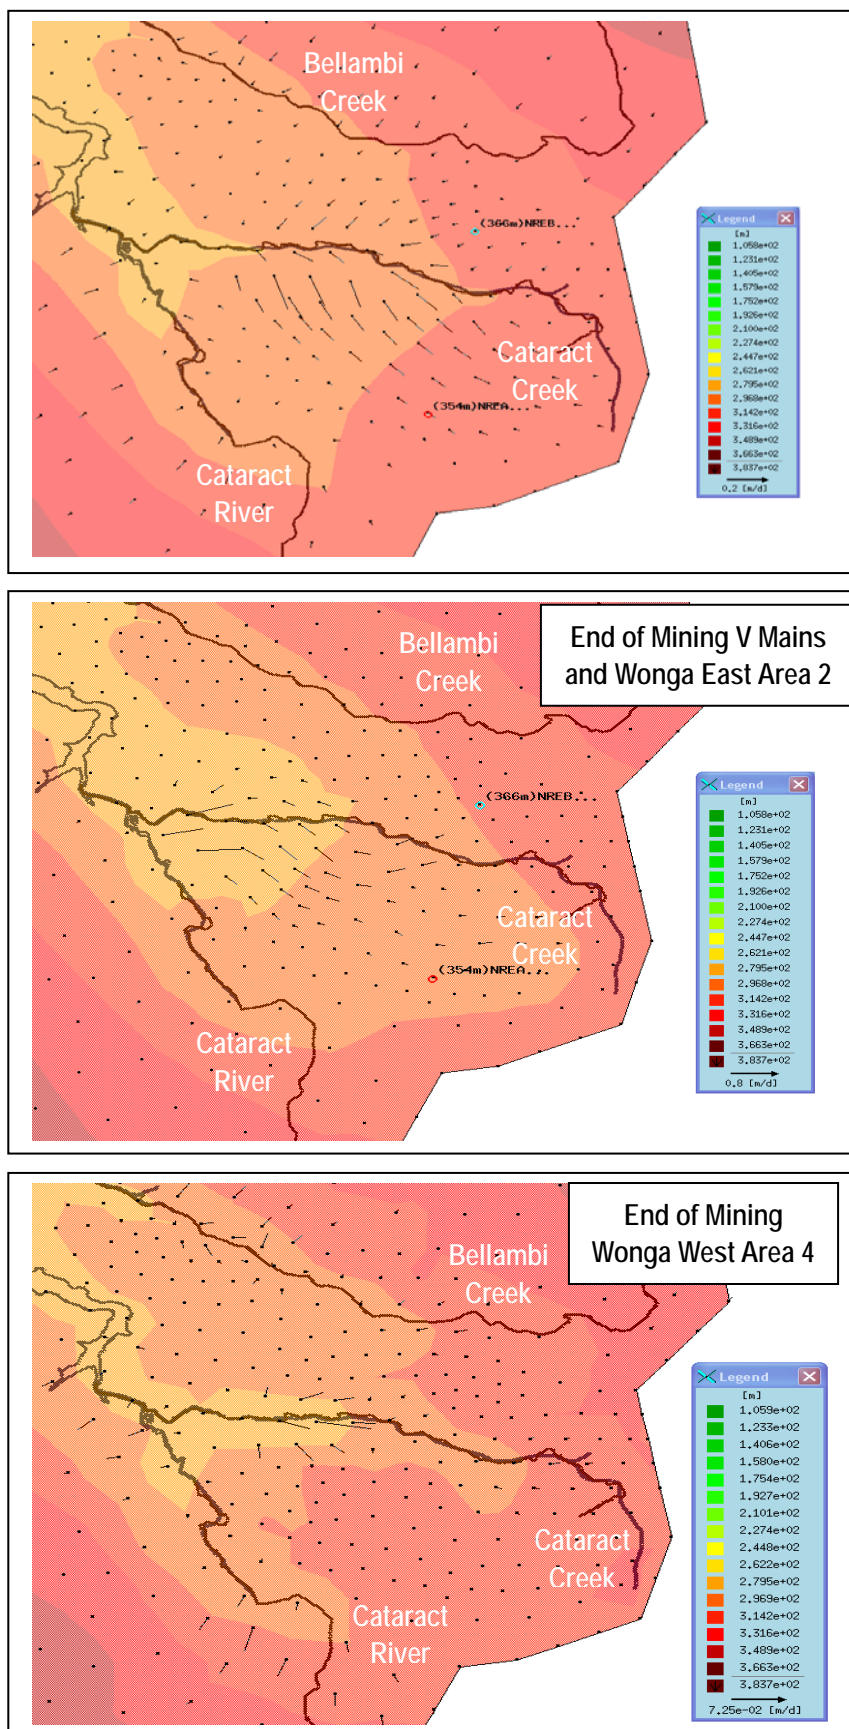 Bellambi
Creek
(366m)NREB...
Cataract
Creek
(354m)NREA...
Cataract
River
Legend
[m]
1.058e+02
1.231e+02
1.405e+02
1.579e+02
1.752e+02
1.926e+02
2.100e+02
2.274e+02
2.447e+02
2.621e+02
2.795e+02
2.968e+02
3.142e+02
3.316e+02
3.489e+02
3.663e+02
3.837e+02
0.2 [m/d]
End of Mining V Mains
and Wonga East Area 2
Bellambi
Creek
(366m)NREB...
Cataract
Creek
(354m)NREA...
Cataract
River
Legend
[m]
1.058e+02
1.231e+02
1.405e+02
1.579e+02
1.752e+02
1.926e+02
2.100e+02
2.274e+02
2.447e+02
2.621e+02
2.795e+02
2.968e+02
3.142e+02
3.316e+02
3.489e+02
3.663e+02
3.837e+02
0.8 [m/d]
End of Mining
Wonga West Area 4
Bellambi
Creek
Cataract
Creek
Cataract
River
Legend
[m]
1.059e+02
1.233e+02
1.406e+02
1.580e+02
1.754e+02
1.927e+02
2.101e+02
2.274e+02
2.448e+02
2.622e+02
2.795e+02
2.969e+02
3.142e+02
3.316e+02
3.489e+02
3.663e+02
3.837e+02
7.25e-02 [m/d]